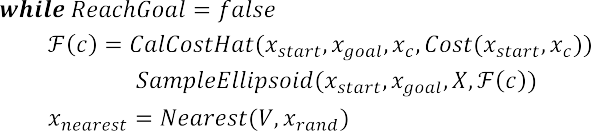 while ReachGoal = false
ℱ(c) = CalCostHat(x_start, x_goal, x_c, Cost(x_start, x_c))
SampleEllipsoid(x_start, x_goal, X, ℱ(c))
x_nearest = Nearest(V, x_rand)